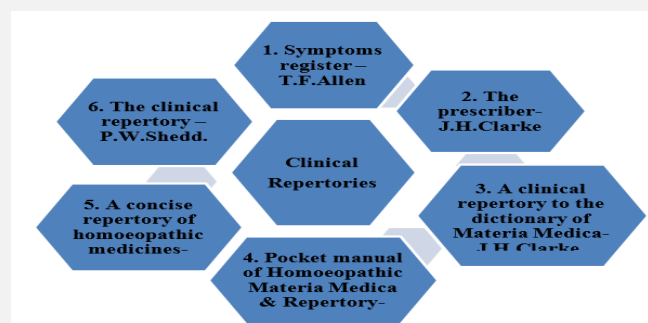 1. Symptoms
register –
T.F.Allen
2. The
prescriber-
J.H.Clarke
3. A clinical
repertory to the
dictionary of
Materia Medica-
J.H.Clarke
4. Pocket manual
of Homoeopathic
Materia Medica
& Repertory-
5. A concise
repertory of
homoeopathic
medicines-
6. The clinical
repertory –
P.W.Shedd.
Clinical
Repertories